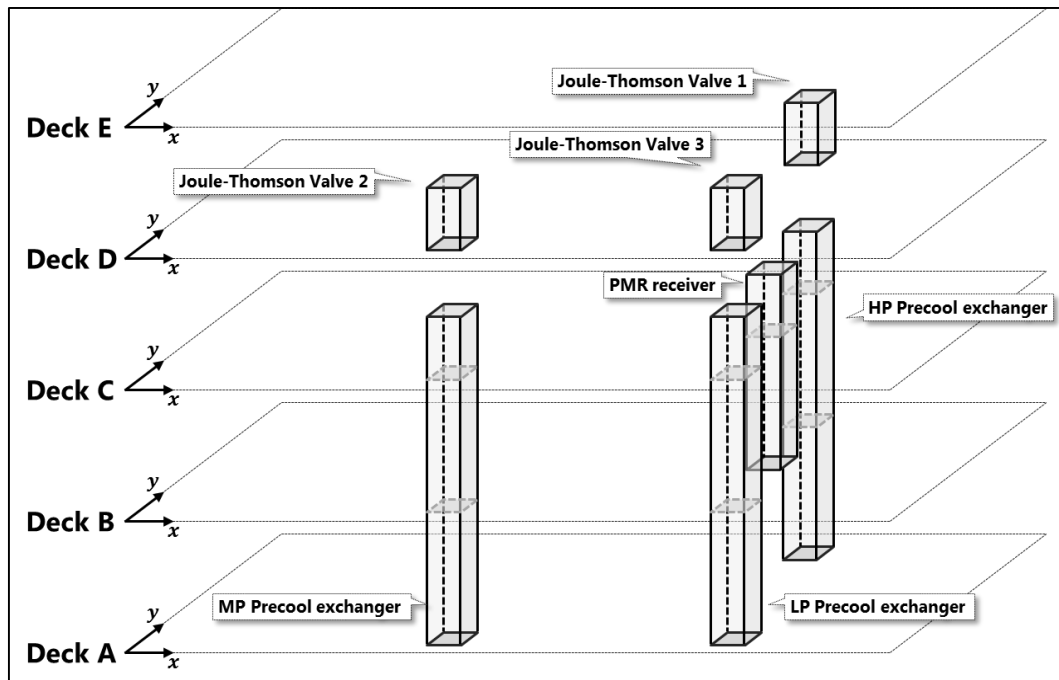 Joule-Thomson Valve 1
y
Deck E
x
Joule-Thomson Valve 3
Joule-Thomson Valve 2
y
Deck D
x
PMR receiver
HP Precool exchanger
y
Deck C
x
y
Deck B
x
MP Precool exchanger
LP Precool exchanger
y
Deck A
x